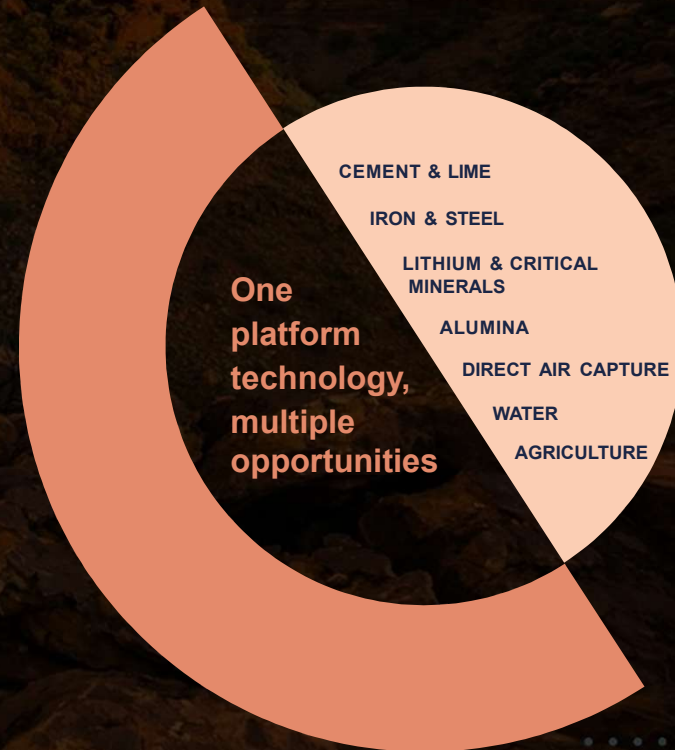 CEMENT & LIME
IRON & STEEL
LITHIUM & CRITICAL
MINERALS
ALUMINA
DIRECT AIR CAPTURE
WATER
AGRICULTURE
One
platform
technology,
multiple
opportunities